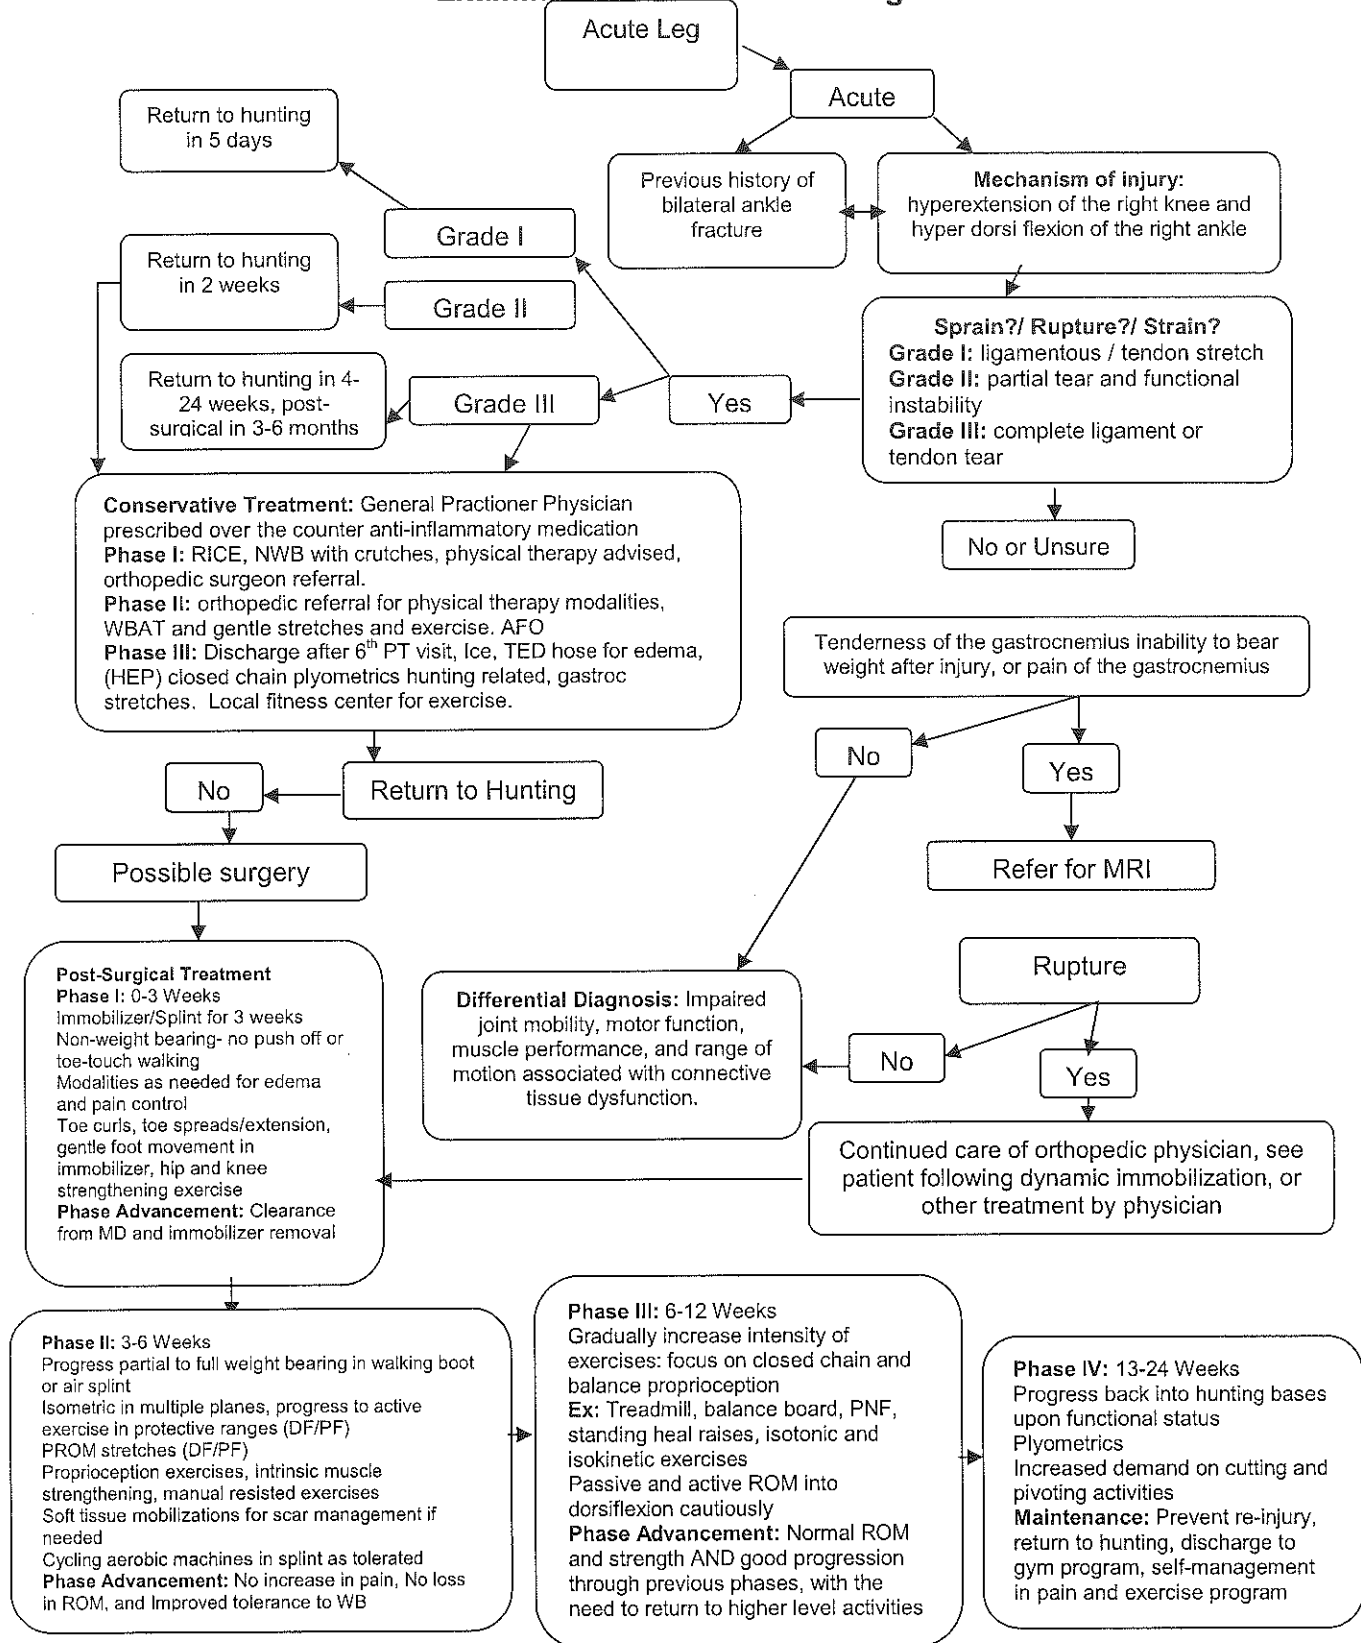 Acute Leg
Acute
Return to hunting
in 5 days
Previous history of
bilateral ankle
fracture
Mechanism of injury:
hyperextension of the right knee and
hyper dorsi flexion of the right ankle
Grade I
Return to hunting
in 2 weeks
Grade II
Sprain?/ Rupture?/ Strain?
Grade I: ligamentous / tendon stretch
Grade II: partial tear and functional
instability
Grade III: complete ligament or
tendon tear
Return to hunting in 4-
24 weeks, post-
surgical in 3-6 months
Grade III
Yes
Conservative Treatment: General Practioner Physician
prescribed over the counter anti-inflammatory medication
Phase I: RICE, NWB with crutches, physical therapy advised,
orthopedic surgeon referral.
Phase II: orthopedic referral for physical therapy modalities,
WBAT and gentle stretches and exercise. AFO
Phase III: Discharge after 6th PT visit, Ice, TED hose for edema,
(HEP) closed chain plyometrics hunting related, gastroc
stretches. Local fitness center for exercise.
No or Unsure
Tenderness of the gastrocnemius inability to bear
weight after injury, or pain of the gastrocnemius
No
Yes
No
Return to Hunting
Possible surgery
Refer for MRI
Rupture
Post-Surgical Treatment
Phase I: 0-3 Weeks
Immobilizer/Splint for 3 weeks
Non-weight bearing- no push off or
toe-touch walking
Modalities as needed for edema
and pain control
Toe curls, toe spreads/extension,
gentle foot movement in
immobilizer, hip and knee
strengthening exercise
Phase Advancement: Clearance
from MD and immobilizer removal
Differential Diagnosis: Impaired
joint mobility, motor function,
muscle performance, and range of
motion associated with connective
tissue dysfunction.
No
Yes
Continued care of orthopedic physician, see
patient following dynamic immobilization, or
other treatment by physician
Phase II: 3-6 Weeks
Progress partial to full weight bearing in walking boot
or air splint
Isometric in multiple planes, progress to active
exercise in protective ranges (DF/PF)
PROM stretches (DF/PF)
Proprioception exercises, intrinsic muscle
strengthening, manual resisted exercises
Soft tissue mobilizations for scar management if
needed
Cycling aerobic machines in splint as tolerated
Phase Advancement: No increase in pain, No loss
in ROM, and Improved tolerance to WB
Phase III: 6-12 Weeks
Gradually increase intensity of
exercises: focus on closed chain and
balance proprioception
Ex: Treadmill, balance board, PNF,
standing heal raises, isotonic and
isokinetic exercises
Passive and active ROM into
dorsiflexion cautiously
Phase Advancement: Normal ROM
and strength AND good progression
through previous phases, with the
need to return to higher level activities
Phase IV: 13-24 Weeks
Progress back into hunting bases
upon functional status
Plyometrics
Increased demand on cutting and
pivoting activities
Maintenance: Prevent re-injury,
return to hunting, discharge to
gym program, self-management
in pain and exercise program